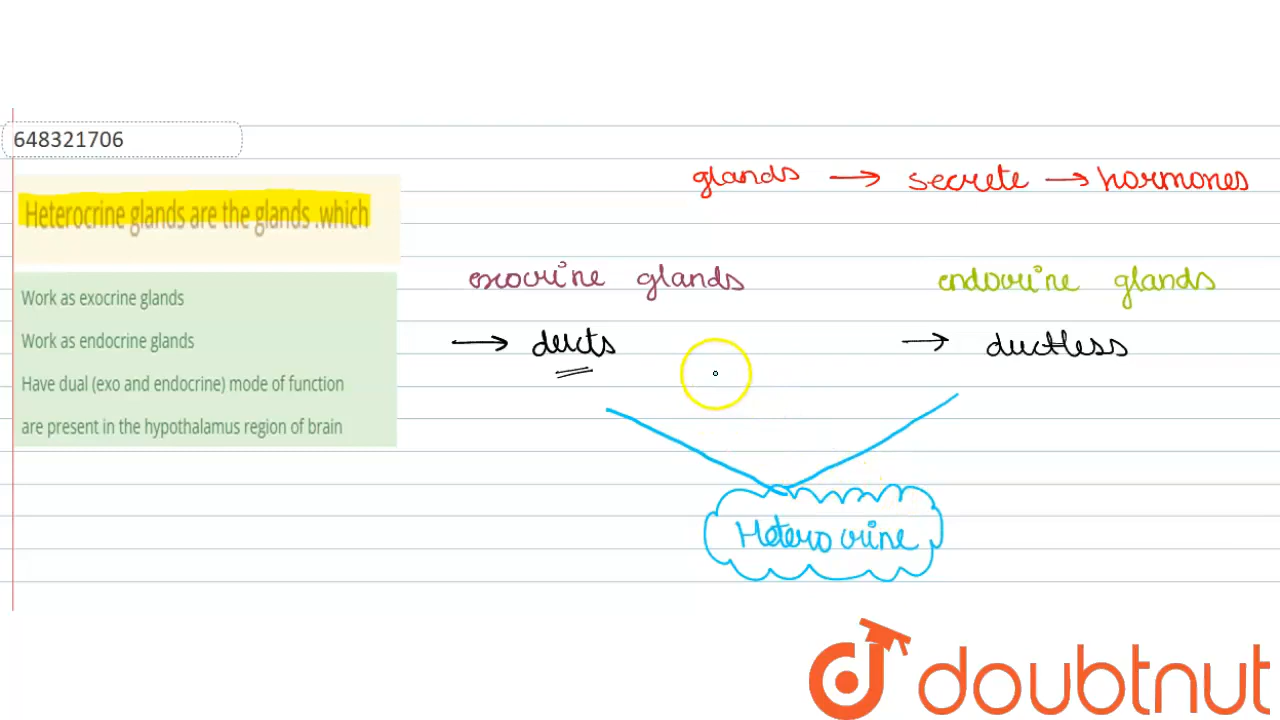 648321706
Heterocrine glands are the glands .which
Work as exocrine glands
Work as endocrine glands
Have dual (exo and endocrine) mode of function
are present in the hypothalamus region of brain
glands → secrete → hormones
exocrine glands
endocrine glands
→ ducts
→ ductless
Heterocrine
doubtnut